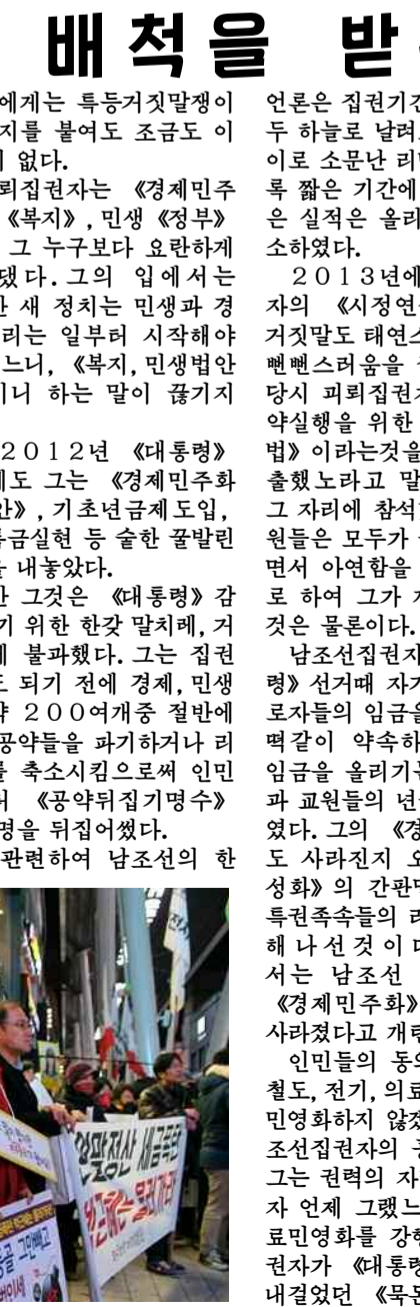 배척을 받
에게는 특등거짓말쟁이
지를 붙여도 조금도 이
없다.
뢰집권자는 《경제민주
《복지》, 민생 《정부》
그 누구보다 요란하게
댔다. 그의 입에서는
새 정치는 민생과 경
리는 일부터 시작해야
느니, 《복지, 민생법안
니 하는 말이 끊기지
2012년 《대통령》
도 그는 《경제민주화
안》, 기초년금제도입,
금실현 등 숱한 꿀발린
내놓았다.
그것은 《대통령》 감
기 위한 한갖 말치레, 거
불과했다. 그는 집권
되기 전에 경제, 민생
약 200여개중 절반에
공약들을 파기하거나 리
축소시킴으로써 인민
《공약뒤집기명수》
명을 뒤집어썼다.
관련하여 남조선의 한
언론은 집권기간
두 하늘로 날려
이로 소문난 리
록 짧은 기간에
은 실적은 올리
소하였다.
2013년에
자의 《시정연
거짓말도 태연스
뻔뻔스러움을
당시 피뢰집권자
약실행을 위한
법》이라는것을
출했노라고 말
그 자리에 참석
원들은 모두가
면서 아연함을
로 하여 그가
것은 물론이다.
남조선집권자
령》선거때 자기
로자들의 임금을
떡같이 약속하
임금을 올리기는
과 교원들의 년
였다. 그의 《경
도 사라진지 오
성화》의 간판
특권족속들의 리
해나선것이다
서는 남조선
《경제민주화》
사라졌다고 개탄
인민들의 동의
철도, 전기, 의료
민영화하지 않겠
조선집권자의 공
그는 권력의 자
자 언제 그랬느
료민영화를 강행
권자가 《대통령
내걸었던 《묵은
연말정산 세금폭탄
박근혜는 물러가라